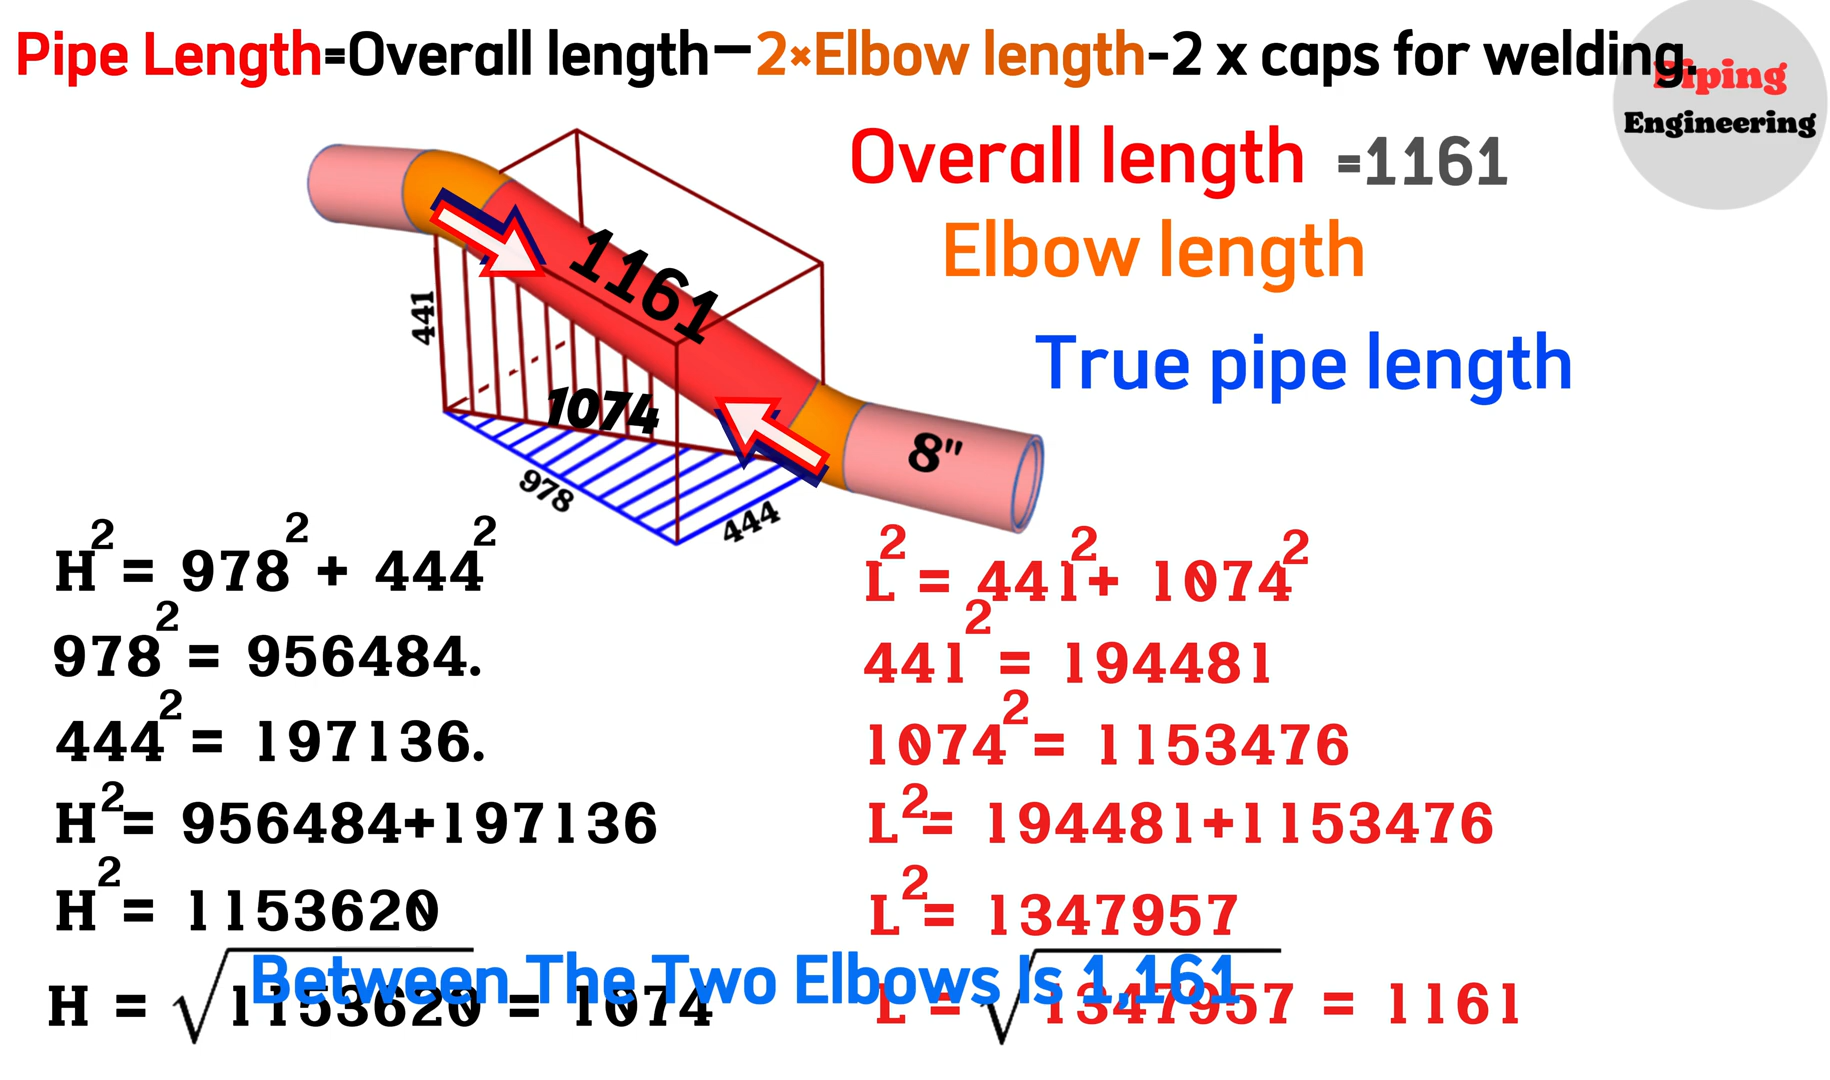 Pipe Length=Overall length−2×Elbow length-2 x caps for welding.
Piping
Engineering
Overall length =1161
Elbow length
True pipe length
1161
441
1074
978
444
8"
H² = 978² + 444²
978² = 956484.
444² = 197136.
H²= 956484+197136
H²= 1153620
H = √1153620 = 1074
L² = 441²+ 1074²
441² = 194481
1074² = 1153476
L²= 194481+1153476
L²= 1347957
L = √1347957 = 1161
Between The Two Elbows Is 1,161